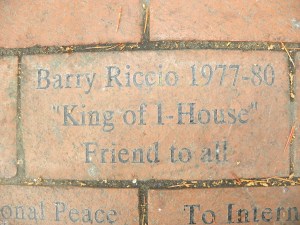 Barry Riccio 1977-80
"King of I-House"
Friend to all
onal Peace
To Intern